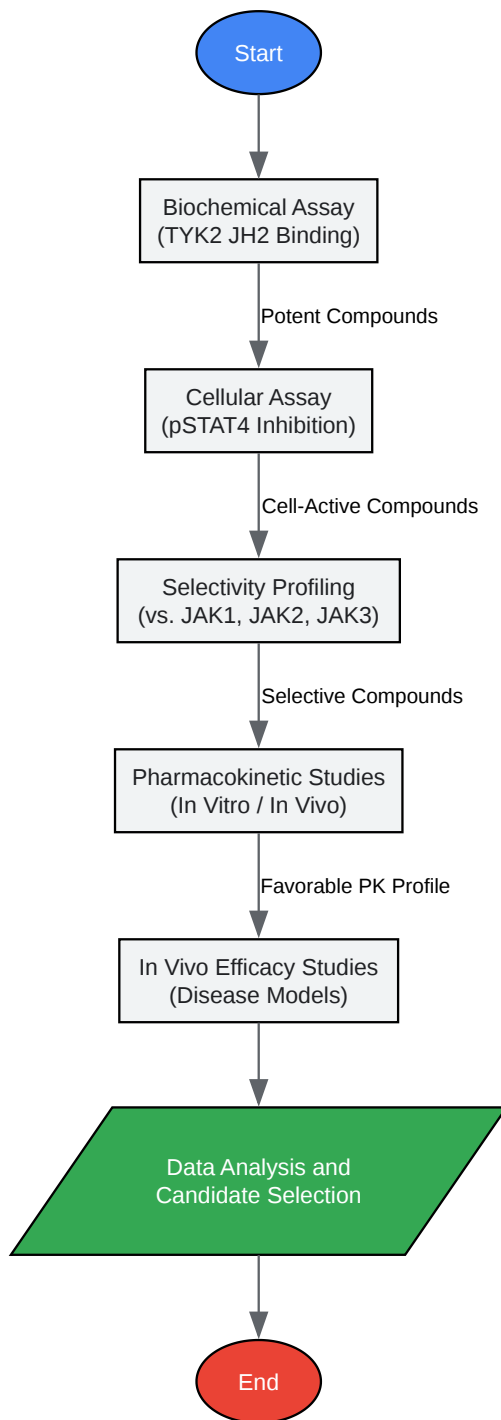 Start
Biochemical Assay
(TYK2 JH2 Binding)
Potent Compounds
Cellular Assay
(pSTAT4 Inhibition)
Cell-Active Compounds
Selectivity Profiling
(vs. JAK1, JAK2, JAK3)
Selective Compounds
Pharmacokinetic Studies
(In Vitro / In Vivo)
Favorable PK Profile
In Vivo Efficacy Studies
(Disease Models)
Data Analysis and
Candidate Selection
End